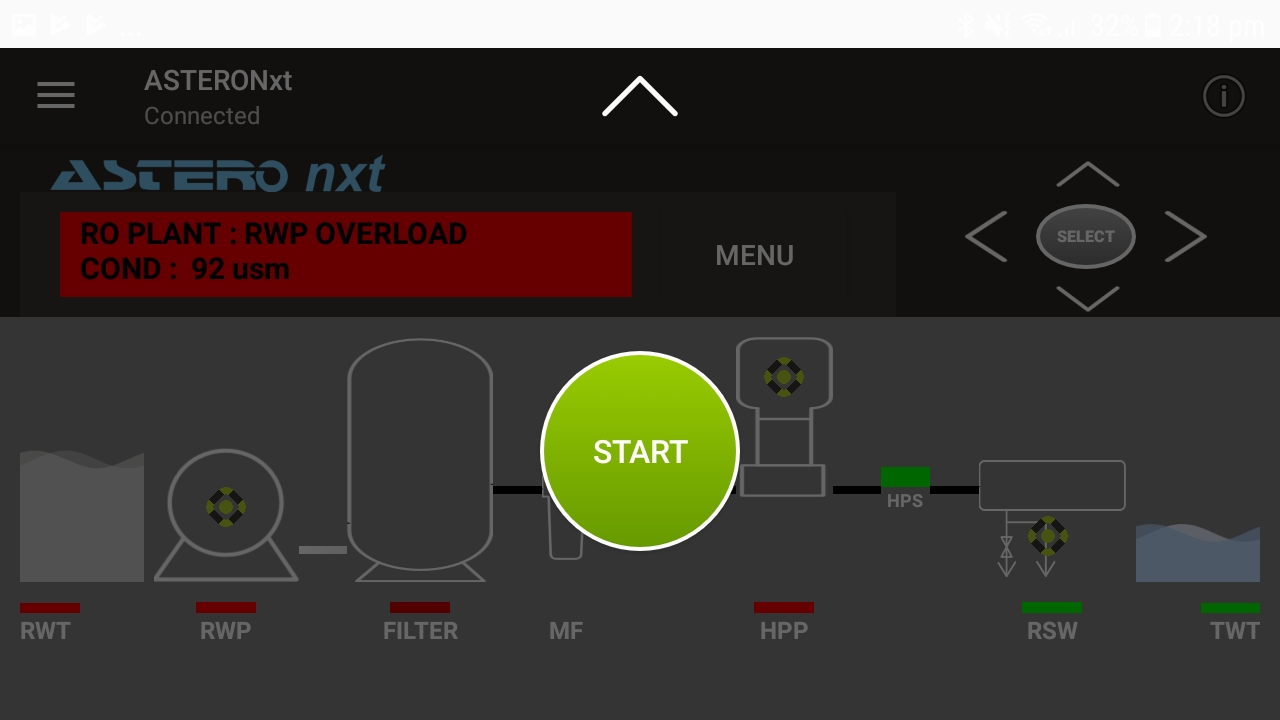 ... 32% 2:18 pm
ASTERONxt
Connected
ASTERO nxt
RO PLANT : RWP OVERLOAD
COND :  92 usm
MENU
SELECT
START
HPS
RWT RWP FILTER MF HPP RSW TWT